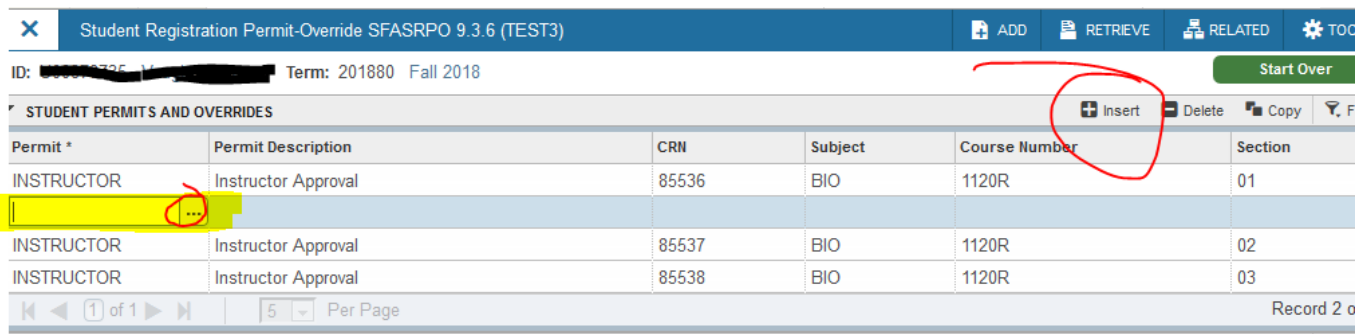 Student Registration Permit-Override SFASRPO 9.3.6 (TEST3) ADD RETRIEVE RELATED TOO
ID: Term: 201880 Fall 2018 Start Over
STUDENT PERMITS AND OVERRIDES Insert Delete Copy F
Permit * Permit Description CRN Subject Course Number Section
INSTRUCTOR Instructor Approval 85536 BIO 1120R 01
...
INSTRUCTOR Instructor Approval 85537 BIO 1120R 02
INSTRUCTOR Instructor Approval 85538 BIO 1120R 03
1 of 1 5 Per Page Record 2 o